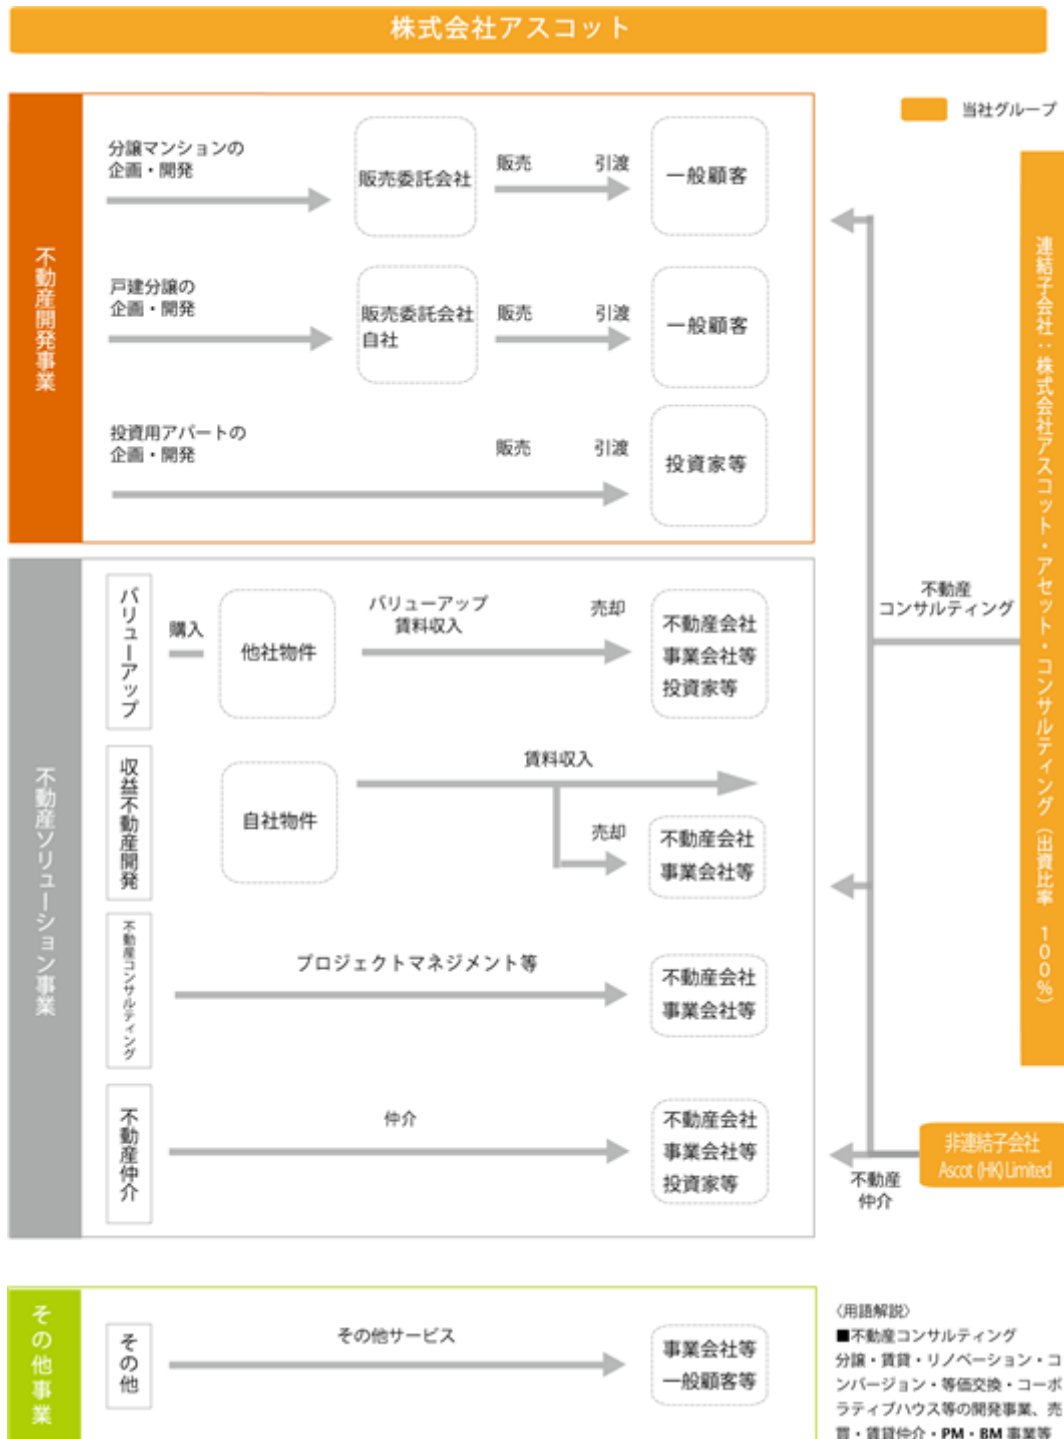 株式会社アスコット
当社グループ
不動産開発事業
分譲マンションの
企画・開発
販売委託会社
販売
引渡
一般顧客
戸建分譲の
企画・開発
販売委託会社
自社
販売
引渡
一般顧客
投資用アパートの
企画・開発
販売
引渡
投資家等
不動産ソリューション事業
バリューアップ
購入
他社物件
バリューアップ
賃料収入
売却
不動産会社
事業会社等
投資家等
収益不動産開発
自社物件
賃料収入
売却
不動産会社
事業会社等
不動産コンサルティング
プロジェクトマネジメント等
不動産会社
事業会社等
不動産仲介
仲介
不動産会社
事業会社等
投資家等
不動産
コンサルティング
連結子会社：株式会社アスコット・アセット・コンサルティング（出資比率　100％）
非連結子会社
Ascot (HK) Limited
不動産
仲介
その他事業
その他
その他サービス
事業会社等
一般顧客等
〈用語解説〉
■不動産コンサルティング
分譲・賃貸・リノベーション・コ
ンバージョン・等価交換・コーポ
ラティブハウス等の開発事業、売
買・賃貸仲介・PM・BM 事業等